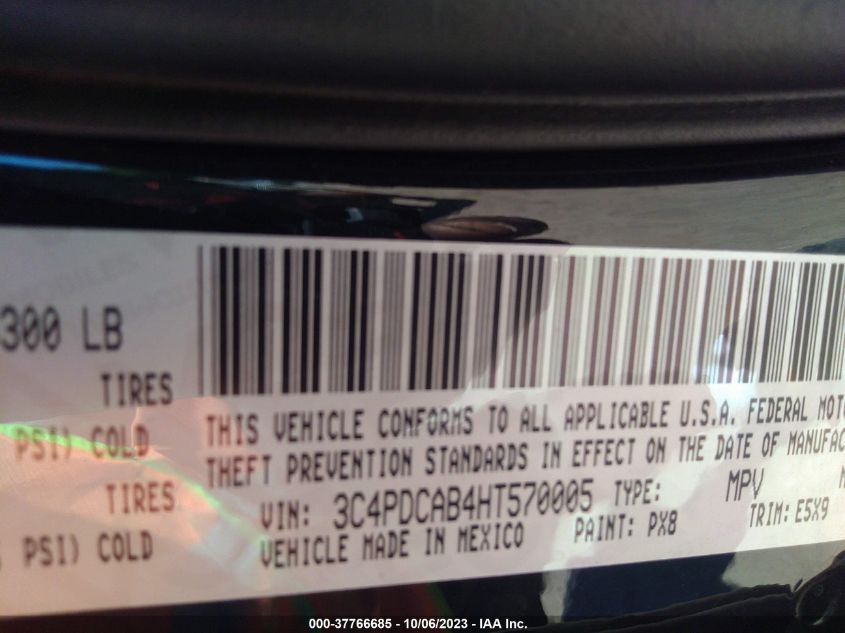 300 LB
TIRES
PSI) COLD
TIRES
PSI) COLD
THIS VEHICLE CONFORMS TO ALL APPLICABLE U.S.A. FEDERAL MOTO
THEFT PREVENTION STANDARDS IN EFFECT ON THE DATE OF MANUFAC
VIN: 3C4PDCAB4HT570005 TYPE: MPV
VEHICLE MADE IN MEXICO PAINT: PX8 TRIM: E5X9
000-37766685 - 10/06/2023 - IAA Inc.